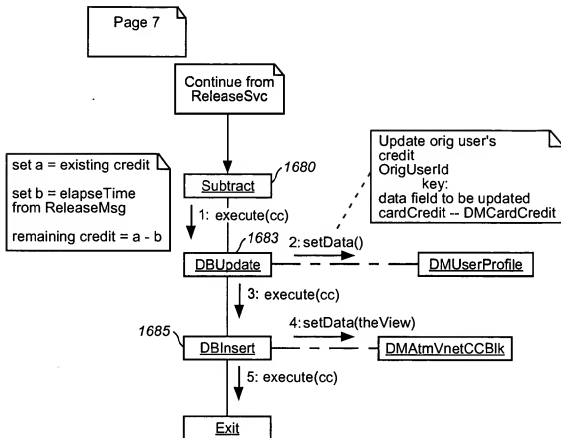 Page 7
Continue from
ReleaseSvc
set a = existing credit
set b = elapseTime
from ReleaseMsg
remaining credit = a - b
Update orig user's
credit
OrigUserId
key:
data field to be updated
cardCredit -- DMCardCredit
1680
Subtract
1: execute(cc)
1683
2: setData()
DBUpdate
DMUserProfile
3: execute(cc)
1685
4: setData(theView)
DBInsert
DMAtmVnetCCBlk
5: execute(cc)
Exit